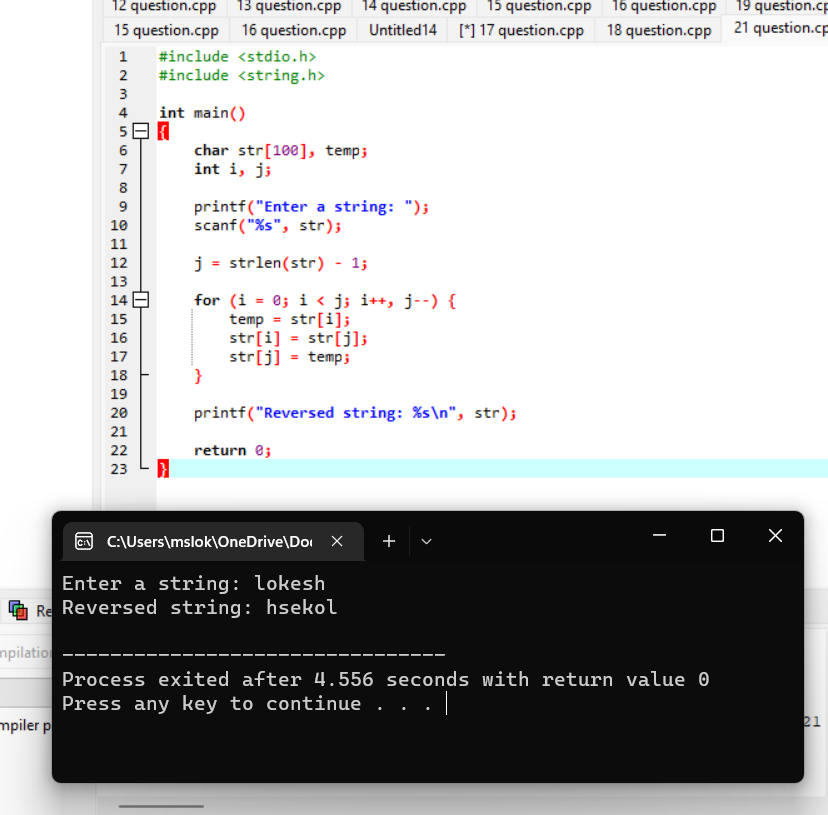 12 question.cpp 13 question.cpp 14 question.cpp 15 question.cpp 16 question.cpp 19 question.cp
15 question.cpp 16 question.cpp Untitled14 [*] 17 question.cpp 18 question.cpp 21 question.cp
1 #include <stdio.h>
2 #include <string.h>
3
4 int main()
5 {
6 char str[100], temp;
7 int i, j;
8
9 printf("Enter a string: ");
10 scanf("%s", str);
11
12 j = strlen(str) - 1;
13
14 for (i = 0; i < j; i++, j--) {
15 temp = str[i];
16 str[i] = str[j];
17 str[j] = temp;
18 }
19
20 printf("Reversed string: %s\n", str);
21
22 return 0;
23 }
C:\Users\mslok\OneDrive\Doc
Enter a string: lokesh
Reversed string: hsekol
--------------------------------
Process exited after 4.556 seconds with return value 0
Press any key to continue . . .
Re
mpilation
mpiler p
21